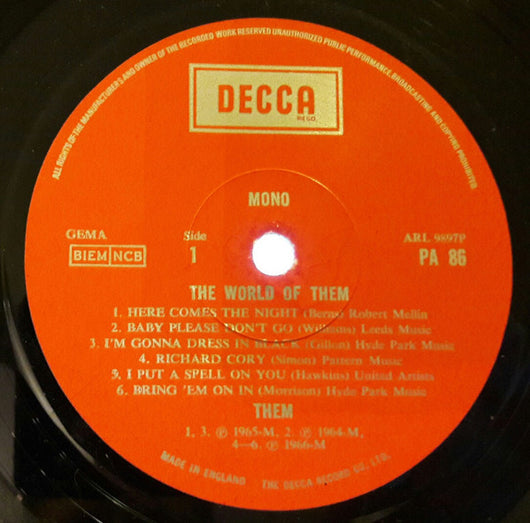 ALL RIGHTS OF THE MANUFACTURER AND OWNER OF THE RECORDED WORK RESERVED UNAUTHORIZED PUBLIC PERFORMANCE, BROADCASTING AND COPYING PROHIBITED
DECCA
REGD.
MONO
GEMA
BIEM NCB
Side
1
ARL 9897P
PA 86
THE WORLD OF THEM
1. HERE COMES THE NIGHT (Berns) Robert Mellin
2. BABY PLEASE DON'T GO (Williams) Leeds Music
3. I'M GONNA DRESS IN BLACK (Gillon) Hyde Park Music
4. RICHARD CORY (Simon) Pattern Music
5. I PUT A SPELL ON YOU (Hawkins) United Artists
6. BRING 'EM ON IN (Morrison) Hyde Park Music
THEM
1, 3. ℗ 1965-M, 2. ℗ 1964-M,
4—6. ℗ 1966-M
MADE IN ENGLAND THE DECCA RECORD CO. LTD.